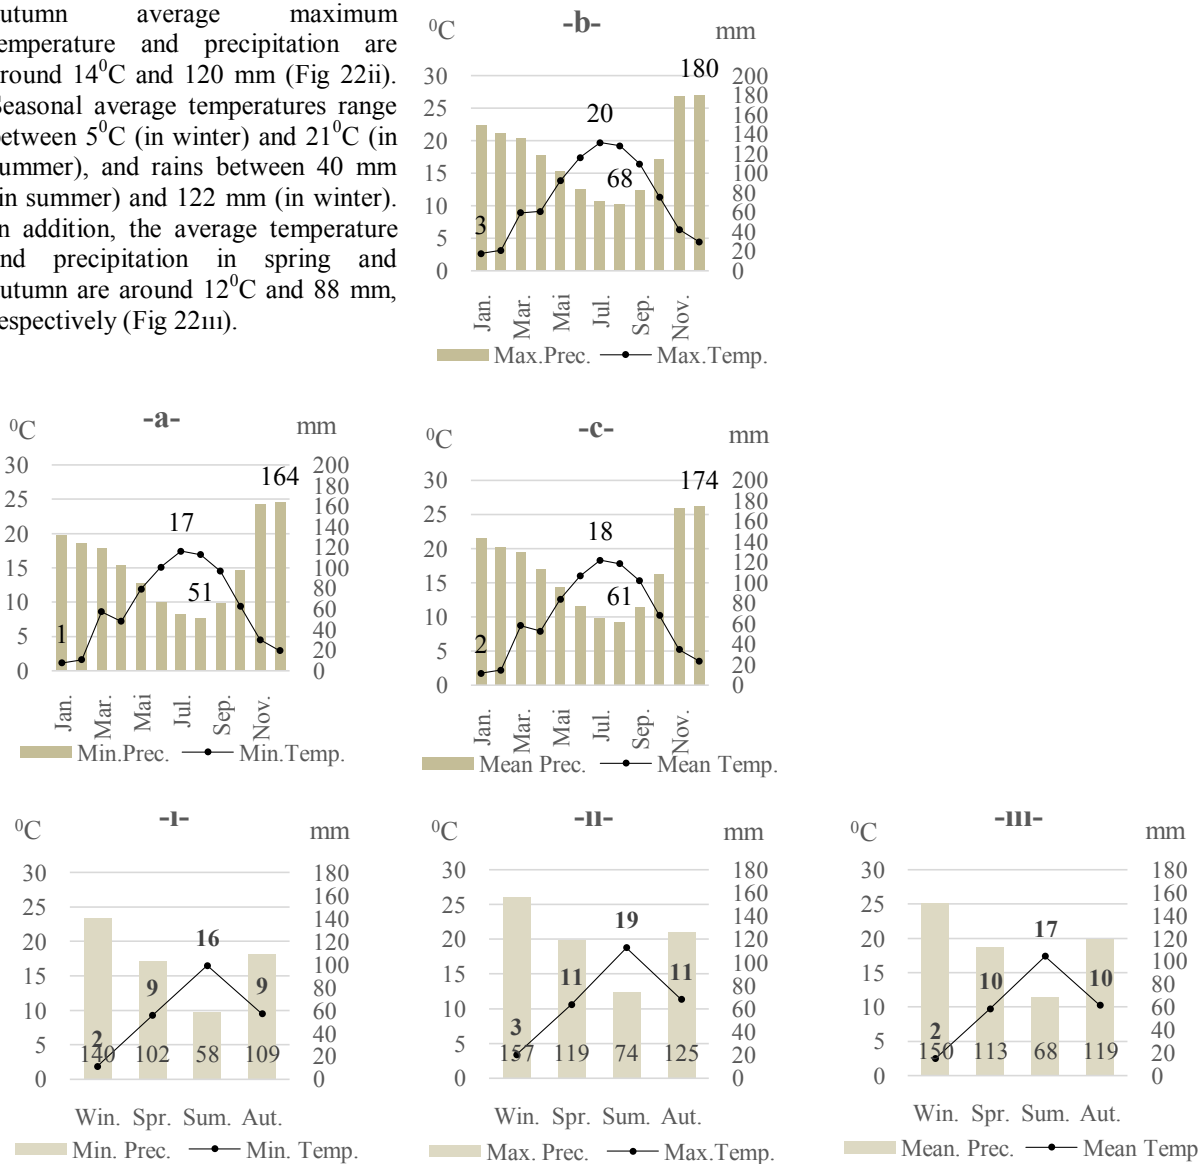 utumn average maximum
emperature and precipitation are
round 14⁰C and 120 mm (Fig 22ii).
Seasonal average temperatures range
between 5⁰C (in winter) and 21⁰C (in
ummer), and rains between 40 mm
in summer) and 122 mm (in winter).
n addition, the average temperature
nd precipitation in spring and
utumn are around 12⁰C and 88 mm,
espectively (Fig 22ııı).
-b-
⁰C mm
180
30 25 20 15 10 5 0
200 180 160 140 120 100 80 60 40 20 0
3 20 68
Jan. Mar. Mai Jul. Sep. Nov.
Max.Prec. Max.Temp.
-a-
⁰C mm
164
30 25 20 15 10 5 0
200 180 160 140 120 100 80 60 40 20 0
1 17 51
Jan. Mar. Mai Jul. Sep. Nov.
Min.Prec. Min.Temp.
-c-
⁰C mm
174
30 25 20 15 10 5 0
200 180 160 140 120 100 80 60 40 20 0
2 18 61
Jan. Mar. Mai Jul. Sep. Nov.
Mean Prec. Mean Temp.
-ı-
⁰C mm
30 25 20 15 10 5 0
180 160 140 120 100 80 60 40 20 0
2 9 16 9
140 102 58 109
Win. Spr. Sum. Aut.
Min. Prec. Min. Temp.
-ıı-
⁰C mm
30 25 20 15 10 5 0
180 160 140 120 100 80 60 40 20 0
3 11 19 11
157 119 74 125
Win. Spr. Sum. Aut.
Max. Prec. Max.Temp.
-ııı-
⁰C mm
30 25 20 15 10 5 0
180 160 140 120 100 80 60 40 20 0
2 10 17 10
150 113 68 119
Win. Spr. Sum. Aut.
Mean. Prec. Mean Temp